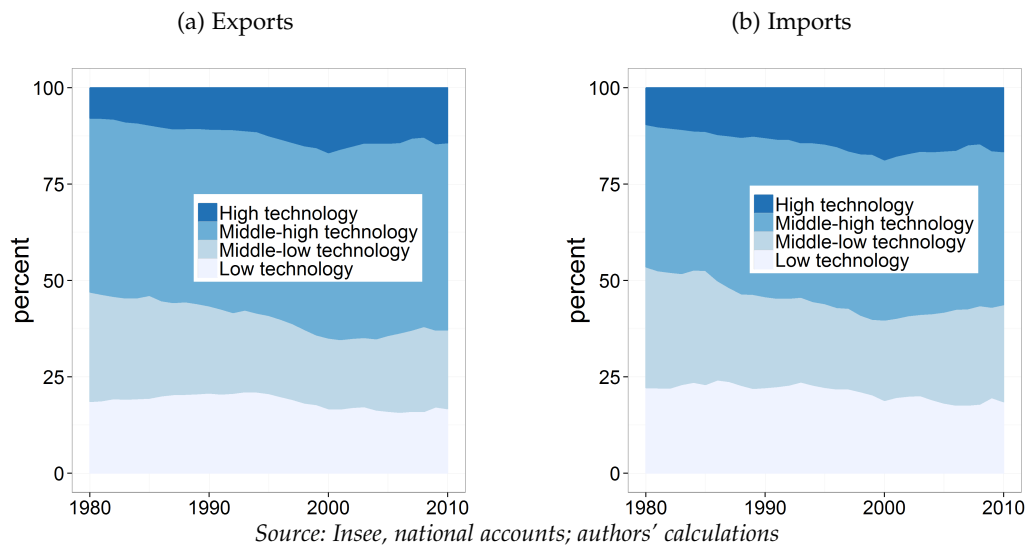 (a) Exports
(b) Imports
100
75
50
25
0
percent
High technology
Middle-high technology
Middle-low technology
Low technology
1980
1990
2000
2010
100
75
50
25
0
percent
High technology
Middle-high technology
Middle-low technology
Low technology
1980
1990
2000
2010
Source: Insee, national accounts; authors' calculations